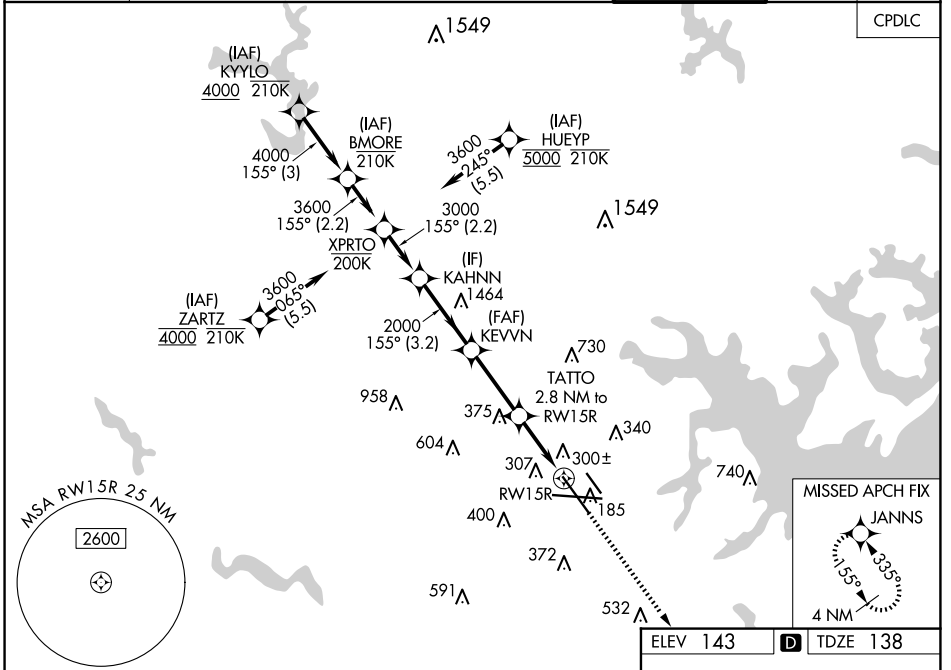 1549
CPDLC
(IAF)
KYYLO
4000 210K
(IAF)
BMORE
210K
(IAF)
HUEYP
5000 210K
3600
245°
(5.5)
4000
155° (3)
1549
3600
155° (2.2)
3000
155° (2.2)
XPRTO
200K
(IF)
KAHNN
1464
3600
065°
(5.5)
(IAF)
ZARTZ
4000 210K
2000
155° (3.2)
(FAF)
KEVVN
730
TATTO
2.8 NM to
RW15R
958
375
340
604
300±
307
740
RW15R
185
MISSED APCH FIX
JANNS
335°
155°
4 NM
MSA RW15R 25 NM
2600
400
372
591
532
ELEV 143 D TDZE 138